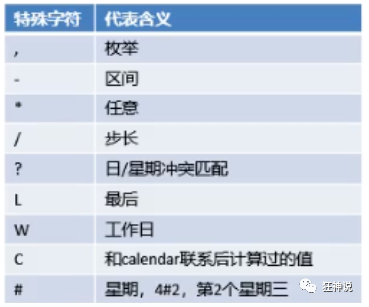 特殊字符 代表含义
, 枚举
- 区间
* 任意
/ 步长
? 日/星期冲突匹配
L 最后
W 工作日
C 和calendar联系后计算过的值
# 星期，4#2，第2个星期三
狂神说